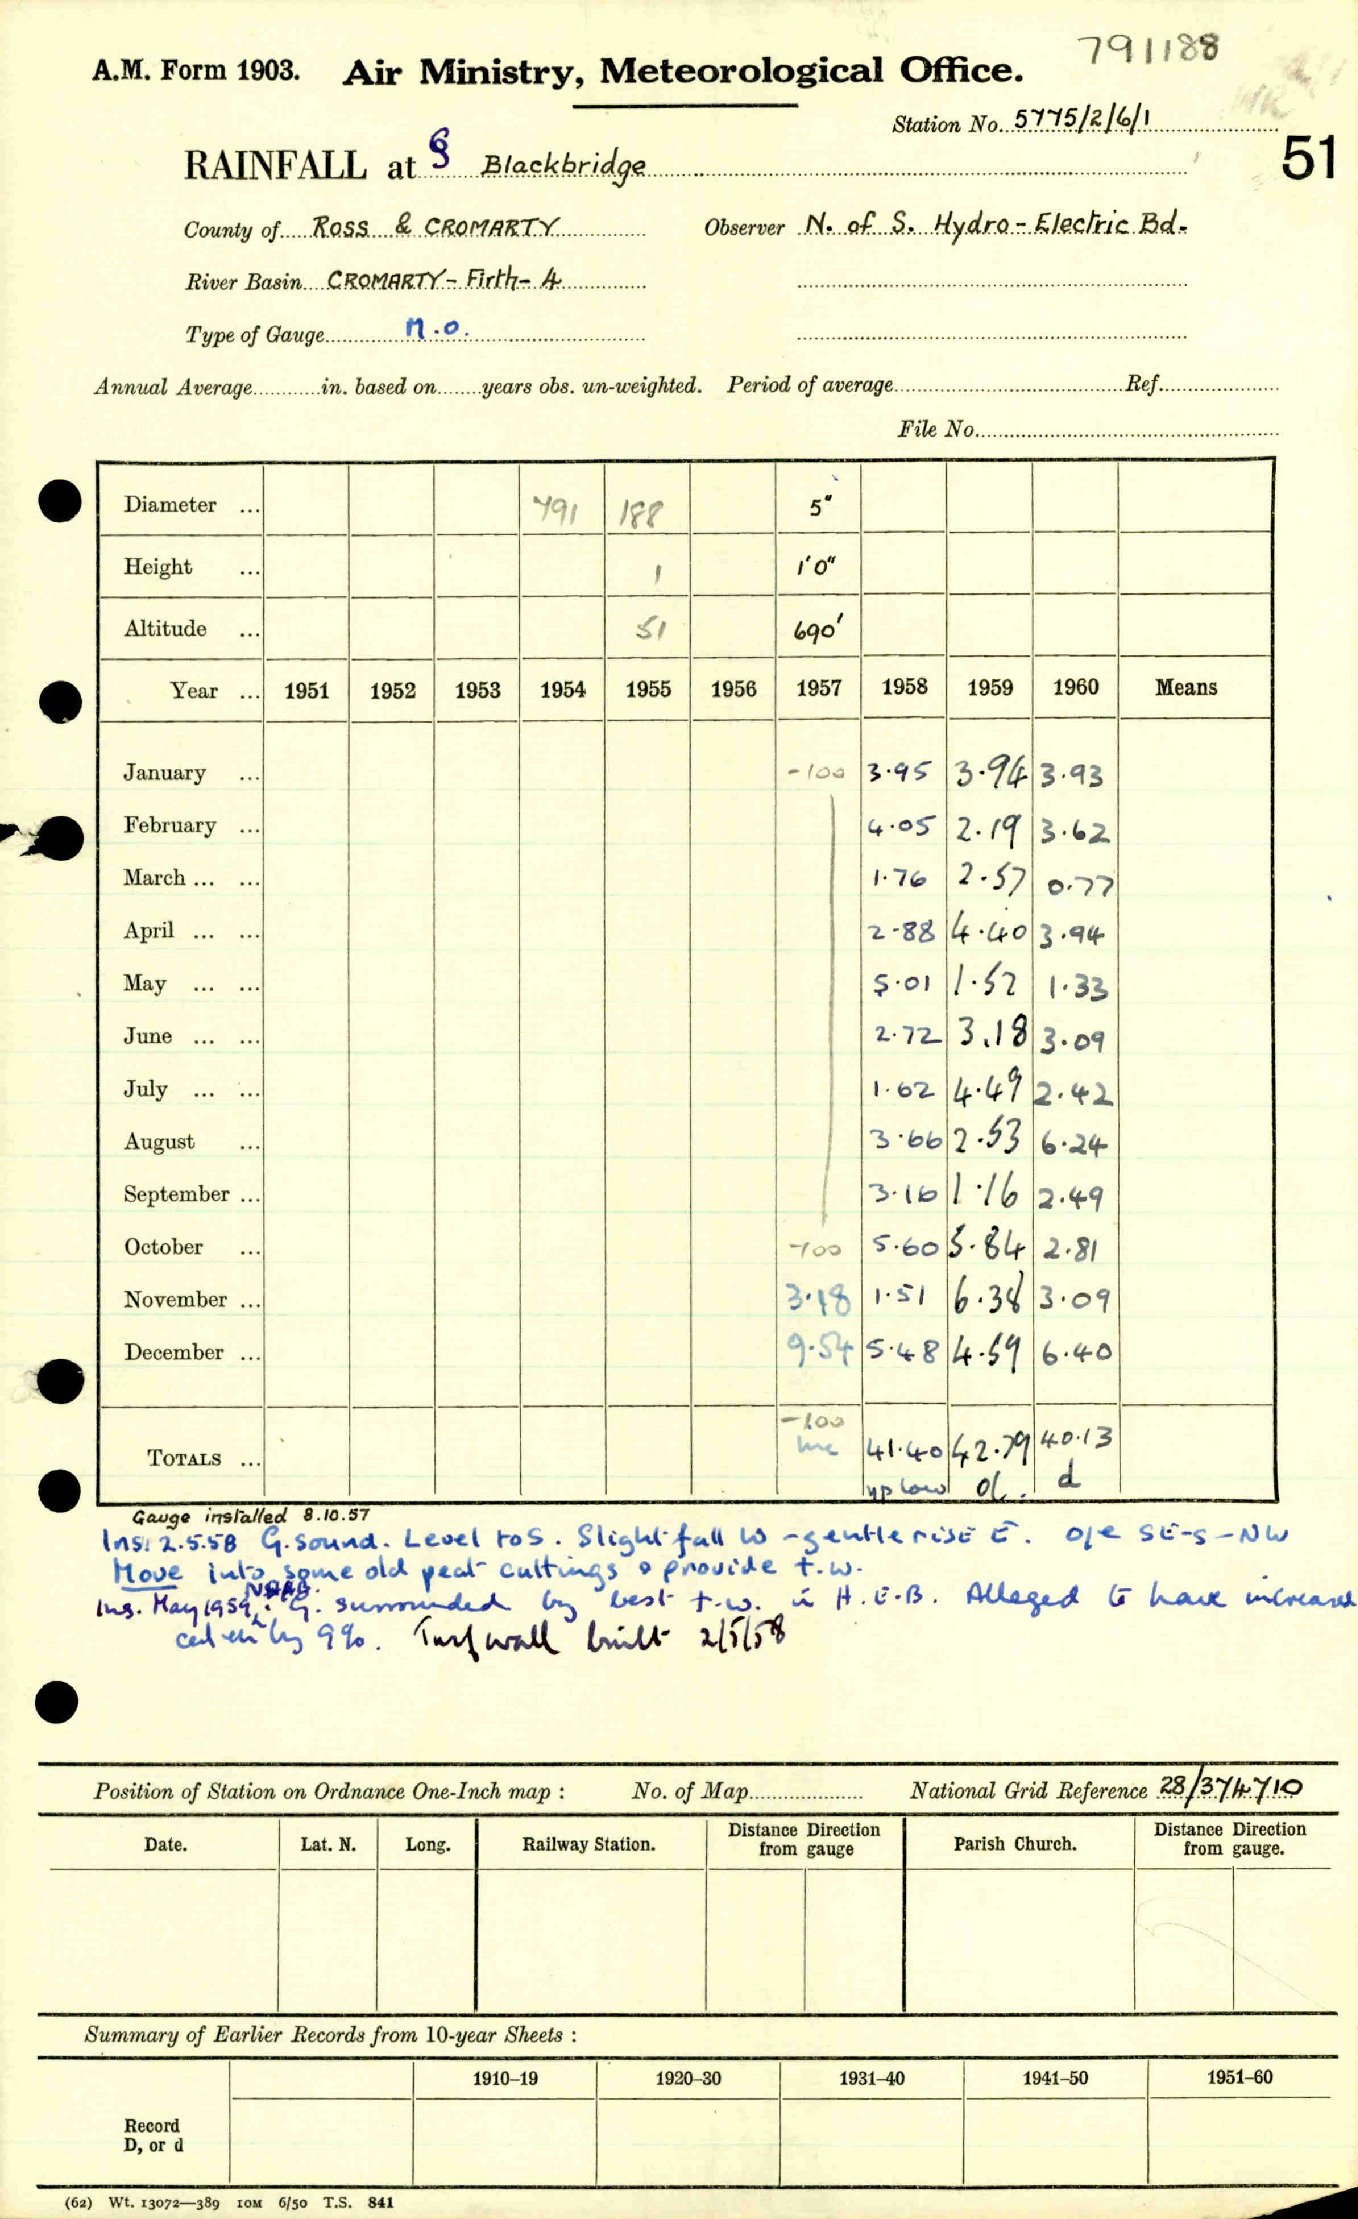 791188
A.M. Form 1903. Air Ministry, Meteorological Office.
Station No. 5775/2/6/1
51
RAINFALL at § Blackbridge
County of Ross & CROMARTY Observer N. of S. Hydro-Electric Bd.
River Basin CROMARTY-Firth-4
Type of Gauge M.O.
Annual Average in. based on years obs. un-weighted. Period of average Ref.
File No.
Diameter ... 791 188 5"
Height ... 1 1'0"
Altitude ... 51 690'
Year ... 1951 1952 1953 1954 1955 1956 1957 1958 1959 1960 Means
January ... -100 3.95 3.94 3.93
February ... 4.05 2.19 3.62
March ... ... 1.76 2.57 0.77
April ... ... 2.88 4.40 3.94
May ... ... 5.01 1.52 1.33
June ... ... 2.72 3.18 3.09
July ... ... 1.62 4.49 2.42
August ... 3.66 2.53 6.24
September ... 3.16 1.16 2.49
October ... -100 5.60 5.84 2.81
November ... 3.18 1.51 6.38 3.09
December ... 9.54 5.48 4.59 6.40
-100
TOTALS ... inc 41.40 42.79 40.13
low d
Gauge installed 8.10.57
Ins. 2.5.58 G. sound. Level to S. Slight fall W - gentle rise E. o/e SE-S-NW
Move into some old peat cuttings & provide t.w.
Ins. May 1959. G. surrounded by best t.w. in H.E.B. Alleged to have increased
catch by 9%. Turf wall built 2/5/58
Position of Station on Ordnance One-Inch map : No. of Map National Grid Reference 28/374710
Date. Lat. N. Long. Railway Station. Distance from Direction gauge Parish Church. Distance from Direction gauge.
Summary of Earlier Records from 10-year Sheets :
1910–19 1920–30 1931–40 1941–50 1951–60
Record
D, or d
(62) Wt. 13072—389 10M 6/50 T.S. 841